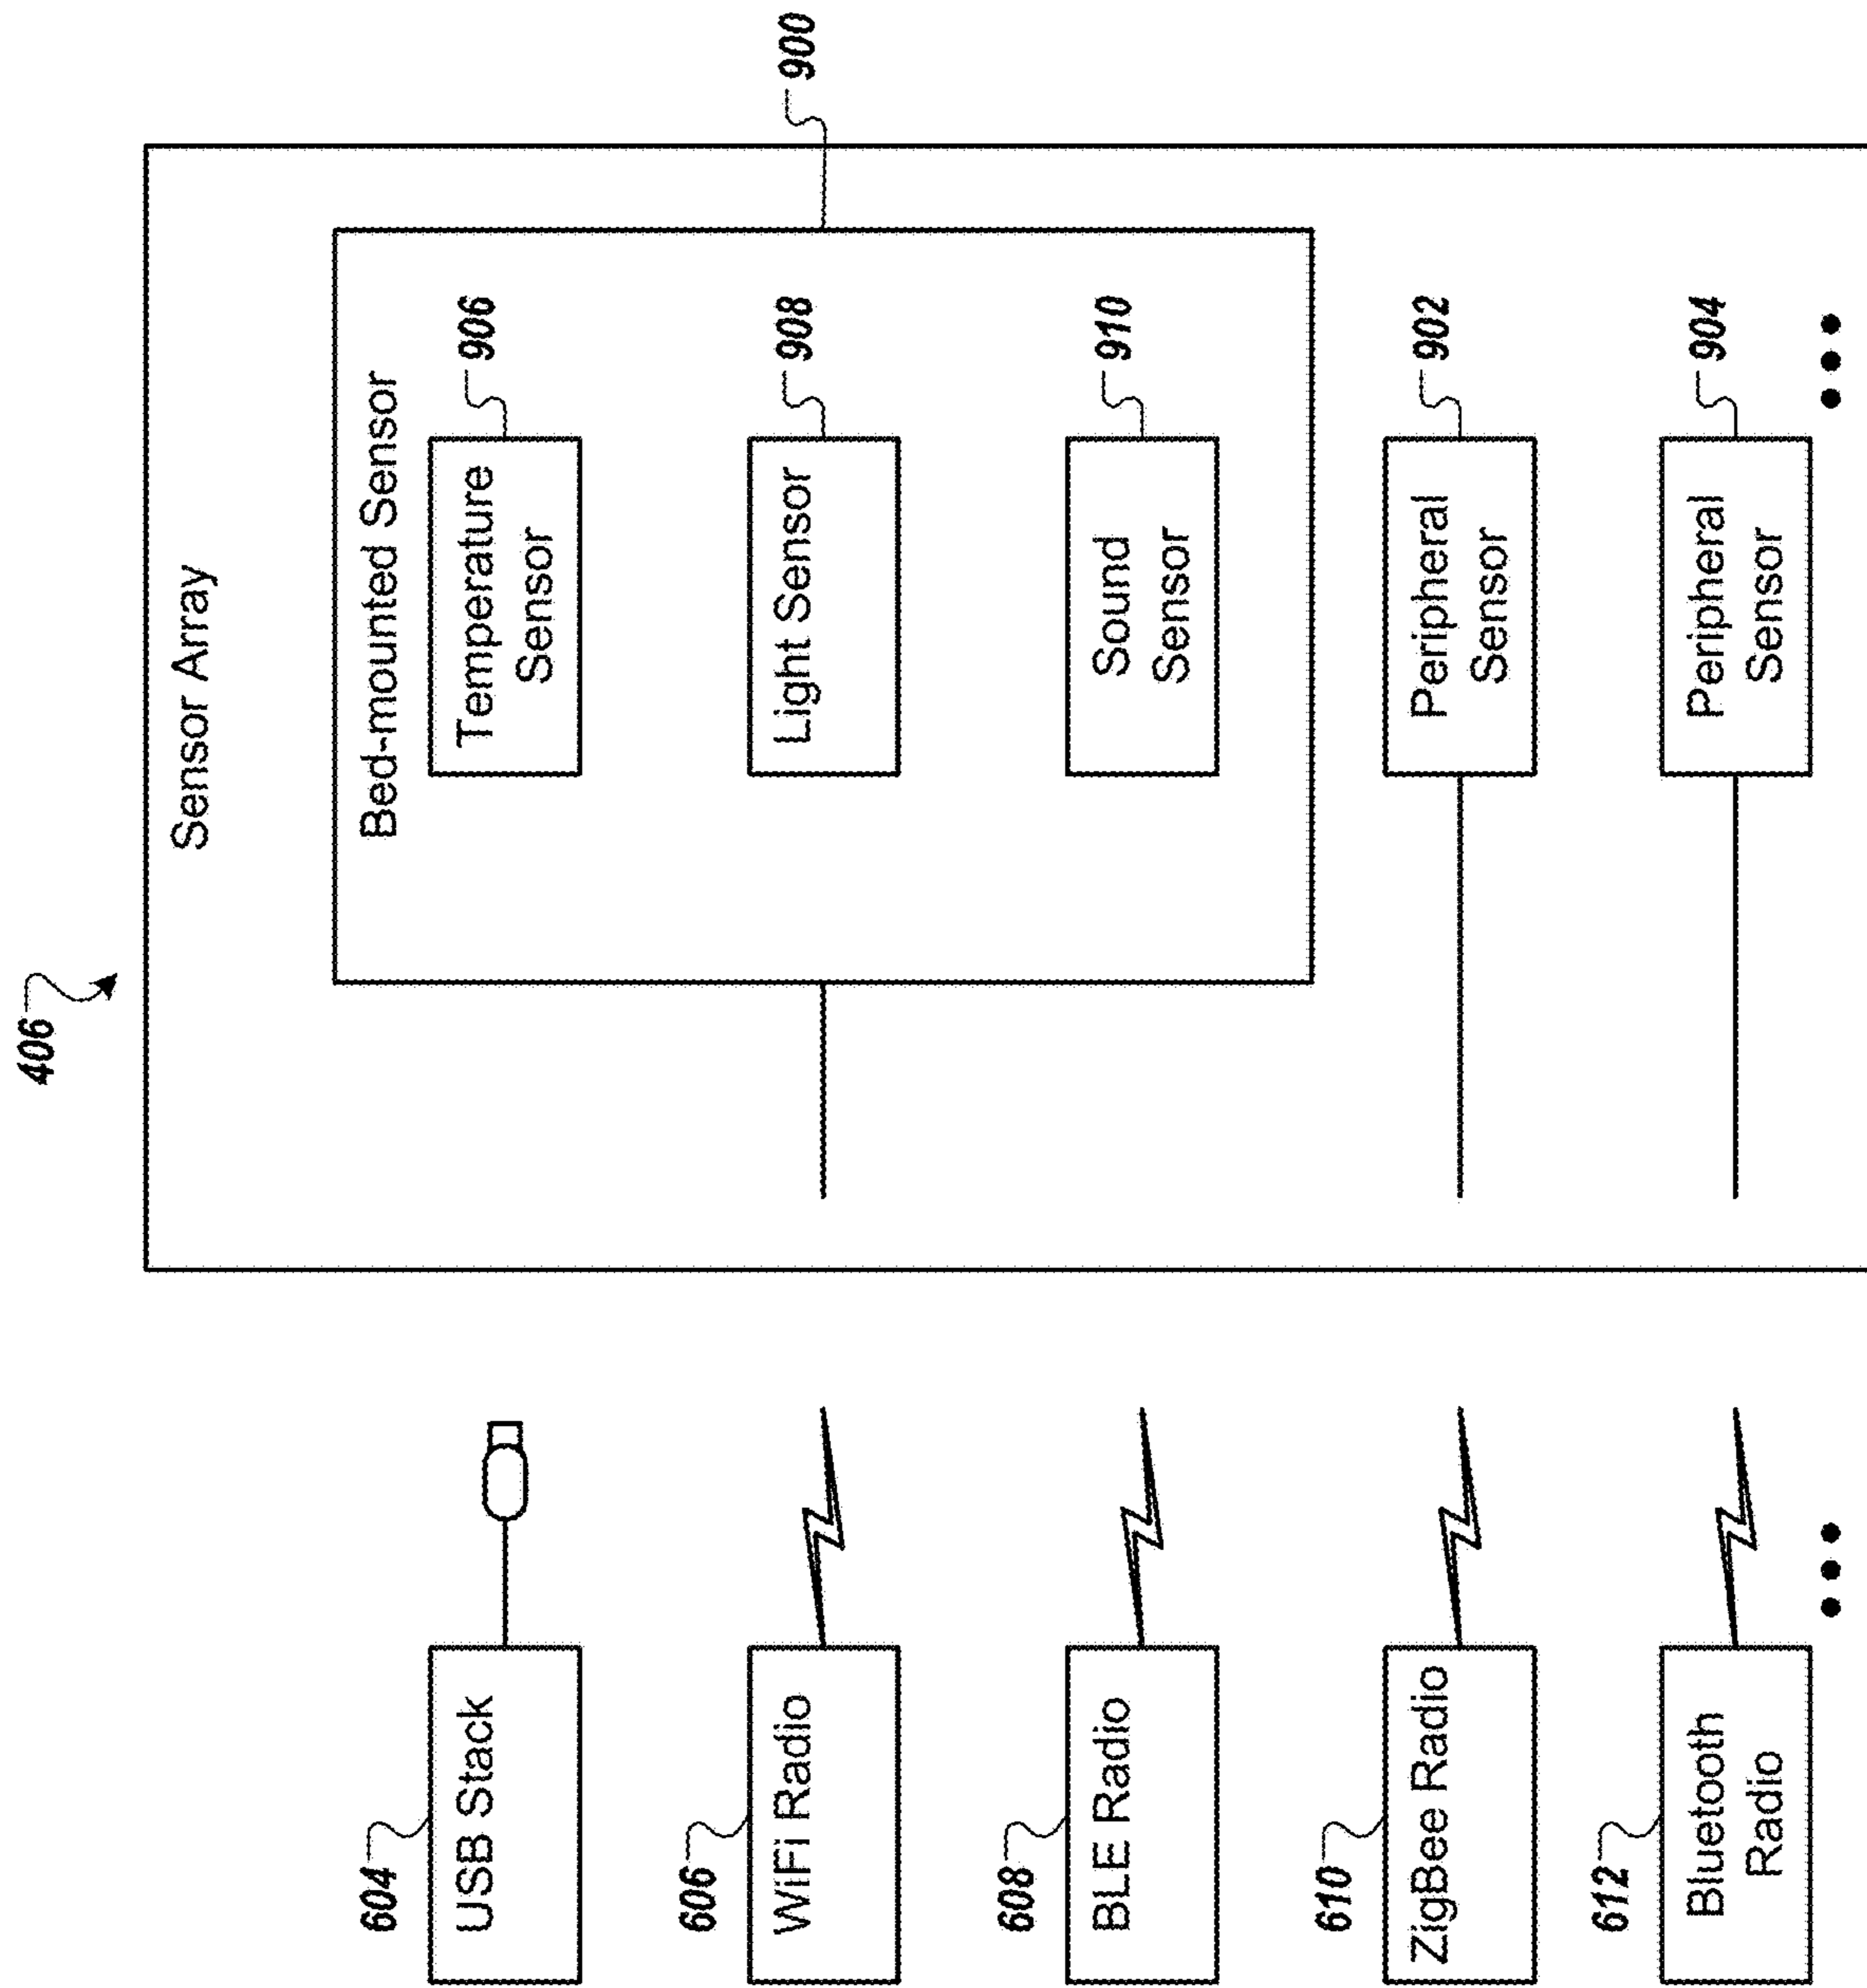 406
Sensor Array
Bed-mounted Sensor
900
604
USB Stack
Temperature
Sensor
906
606
WiFi Radio
Light Sensor
908
608
BLE Radio
Sound
Sensor
910
610
ZigBee Radio
Peripheral
Sensor
902
612
Bluetooth
Radio
Peripheral
Sensor
904